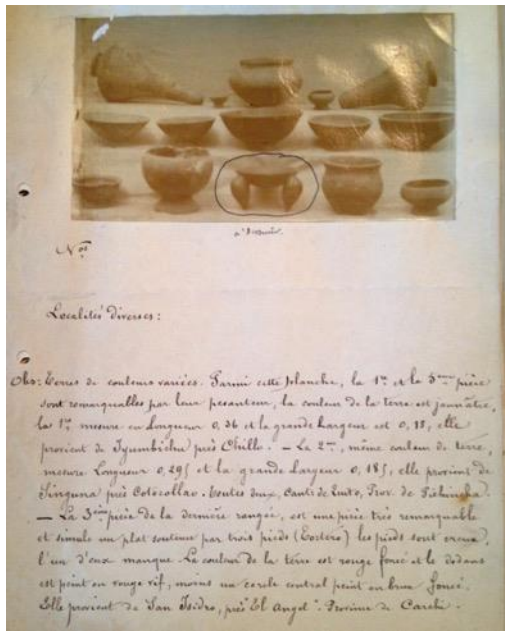 a Dessiner.
Nos
Localités diverses:
Obs: Terres de couleurs variées. Parmi cette planche, la 1re et la 5ème pièce
sont remarquables par leur pesanteur, la couleur de la terre est jaunâtre,
la 1re mesure en longueur 0,36 et la grande largeur est 0,18, elle
provient de près Chillo. - La 2me, même couleur de terre,
mesure Longueur 0,295 et la grande Largeur 0,185, elle provient de
près Cotocollao. Toutes deux, Cant. de Quito, Prov. de Pichincha.
- La 3ème pièce de la dernière rangée, est une pièce très remarquable
et simule un plat soutenu par trois pieds (Tortero) les pieds sont creux,
l'un d'eux manque. La couleur de la terre est rouge foncé et le dedans
est peint en rouge vif, moins un cercle central peint en brun foncé.
Elle provient de San Isidro, près "El Angel". Province de Carchi.